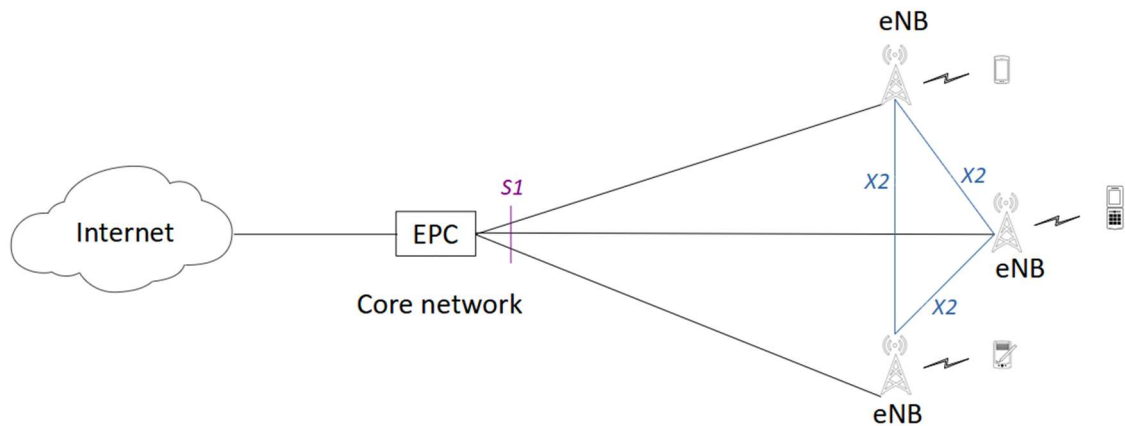 eNB
X2
X2
S1
Internet
EPC
eNB
Core network
X2
eNB